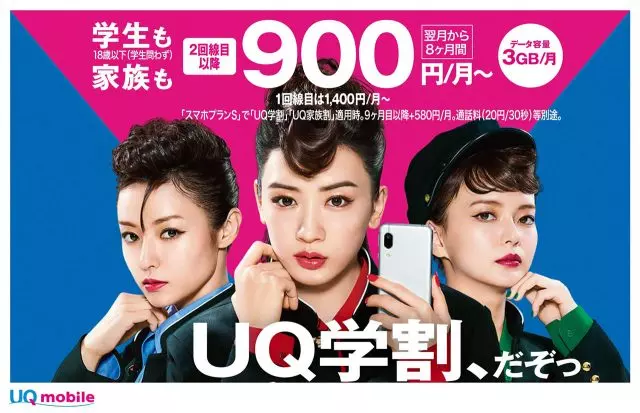 学生も
18歳以下(学生問わず)
家族も
2回線目
以降
900
円/月～
翌月から
8ヶ月間
データ容量
3GB/月
1回線目は1,400円/月～
「スマホプランS」で「UQ学割」「UQ家族割」適用時。9ヶ月目以降+580円/月。通話料(20円/30秒)等別途。
UQ学割、だぞっ
UQ mobile